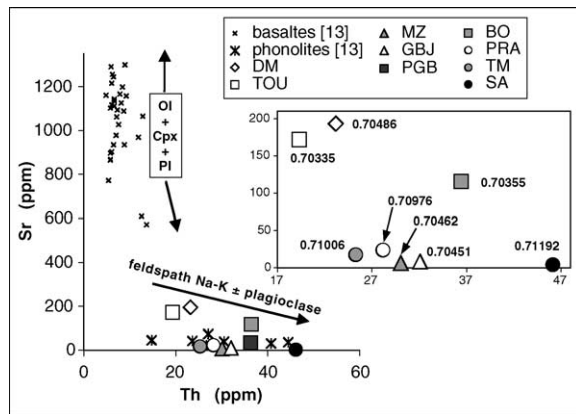 basaltes [13]
phonolites [13]
DM
TOU
MZ
GBJ
PGB
BO
PRA
TM
SA
Sr (ppm)
1200
1000
800
600
400
200
0
Ol
+
Cpx
+
Pl
feldspath Na-K ± plagioclase
0 20 40 60
Th (ppm)
200
150
100
50
0
17 27 37 47
0.70486
0.70335
0.70355
0.70976
0.70462
0.71006
0.70451
0.71192